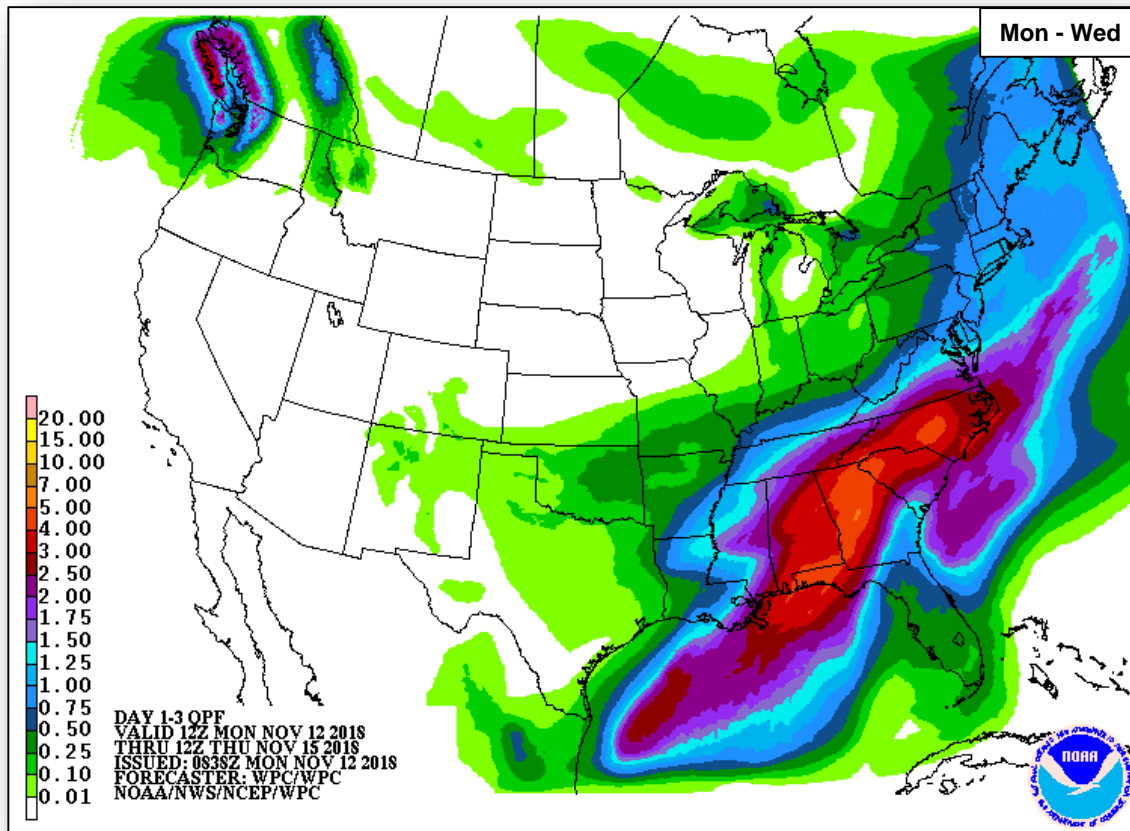 Mon - Wed
20.00
15.00
10.00
7.00
5.00
4.00
3.00
2.50
2.00
1.75
1.50
1.25
1.00
0.75
0.50
0.25
0.10
0.01
DAY 1-3 QPF
VALID 12Z MON NOV 12 2018
THRU 12Z THU NOV 15 2018
ISSUED: 0838Z MON NOV 12 2018
FORECASTER: WPC/WPC
NOAA/NWS/NCEP/WPC
NOAA